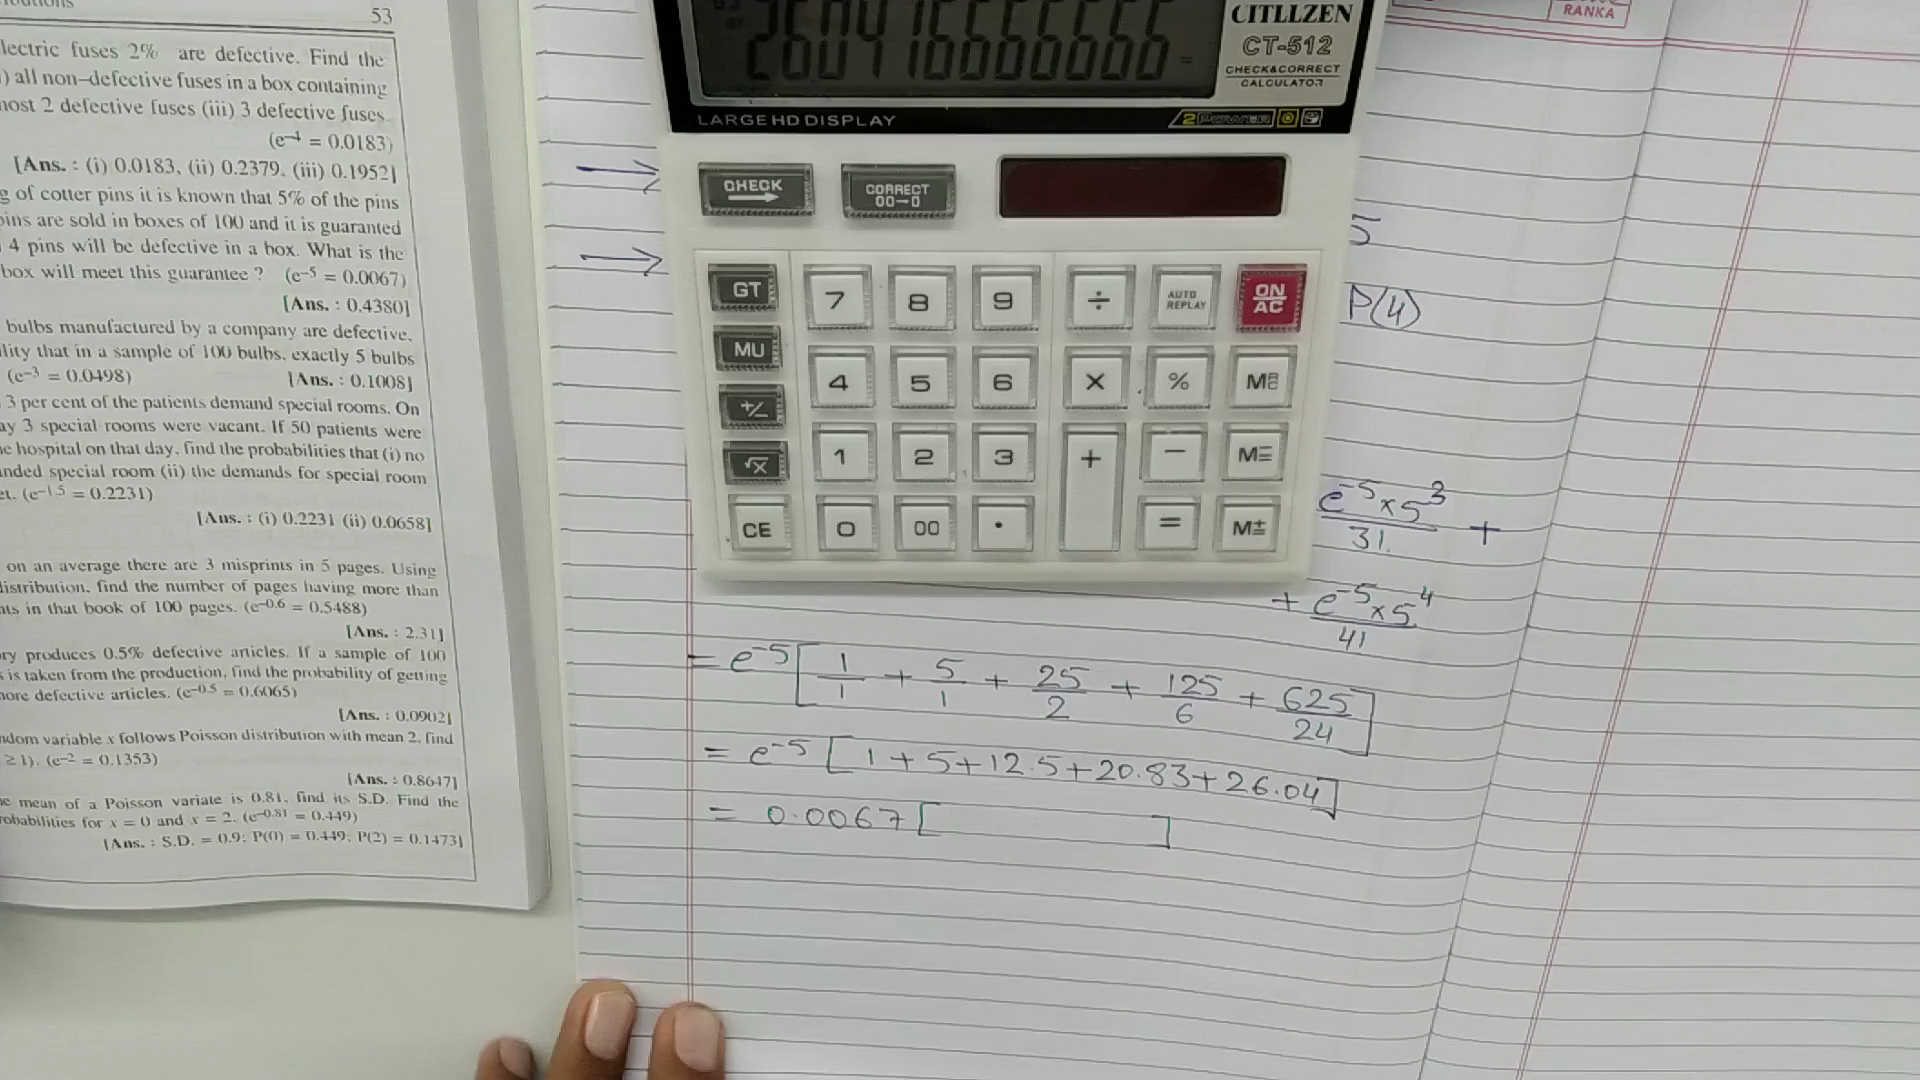 53
lectric fuses 2% are defective. Find the
) all non-defective fuses in a box containing
most 2 defective fuses (iii) 3 defective fuses.
(e⁻⁴ = 0.0183)
[Ans. : (i) 0.0183, (ii) 0.2379, (iii) 0.1952]
g of cotter pins it is known that 5% of the pins
pins are sold in boxes of 100 and it is guaranted
4 pins will be defective in a box. What is the
box will meet this guarantee ? (e⁻⁵ = 0.0067)
[Ans. : 0.4380]
bulbs manufactured by a company are defective.
ility that in a sample of 100 bulbs, exactly 5 bulbs
(e⁻³ = 0.0498) [Ans. : 0.1008]
3 per cent of the patients demand special rooms. On
ay 3 special rooms were vacant. If 50 patients were
e hospital on that day, find the probabilities that (i) no
anded special room (ii) the demands for special room
et. (e⁻¹·⁵ = 0.2231)
[Ans. : (i) 0.2231 (ii) 0.0658]
on an average there are 3 misprints in 5 pages. Using
distribution, find the number of pages having more than
nts in that book of 100 pages. (e⁻⁰·⁶ = 0.5488)
[Ans. : 2.31]
ry produces 0.5% defective articles. If a sample of 100
s is taken from the production, find the probability of getting
more defective articles. (e⁻⁰·⁵ = 0.6065)
[Ans. : 0.0902]
ndom variable x follows Poisson distribution with mean 2, find
≥ 1). (e⁻² = 0.1353)
[Ans. : 0.8647]
e mean of a Poisson variate is 0.81, find its S.D. Find the
robabilities for x = 0 and x = 2. (e⁻⁰·⁸¹ = 0.449)
[Ans. : S.D. = 0.9; P(0) = 0.449; P(2) = 0.1473]
CITLLZEN
CT-512
CHECK&CORRECT
CALCULATOR
LARGE HD DISPLAY
2 POWER
CHECK →
CORRECT 00→0
GT 7 8 9 ÷ AUTO REPLAY ON AC
MU 4 5 6 × %
+/- 1 2 3 + −
√x
CE 0 00 · = M±
RANKA
5
P(4)
e⁻⁵ × 5³ / 3! +
+ e⁻⁵ × 5⁴ / 4!
= e⁻⁵ [ 1/1 + 5/1 + 25/2 + 125/6 + 625/24 ]
= e⁻⁵ [ 1 + 5 + 12.5 + 20.83 + 26.04 ]
= 0.0067 [ ]